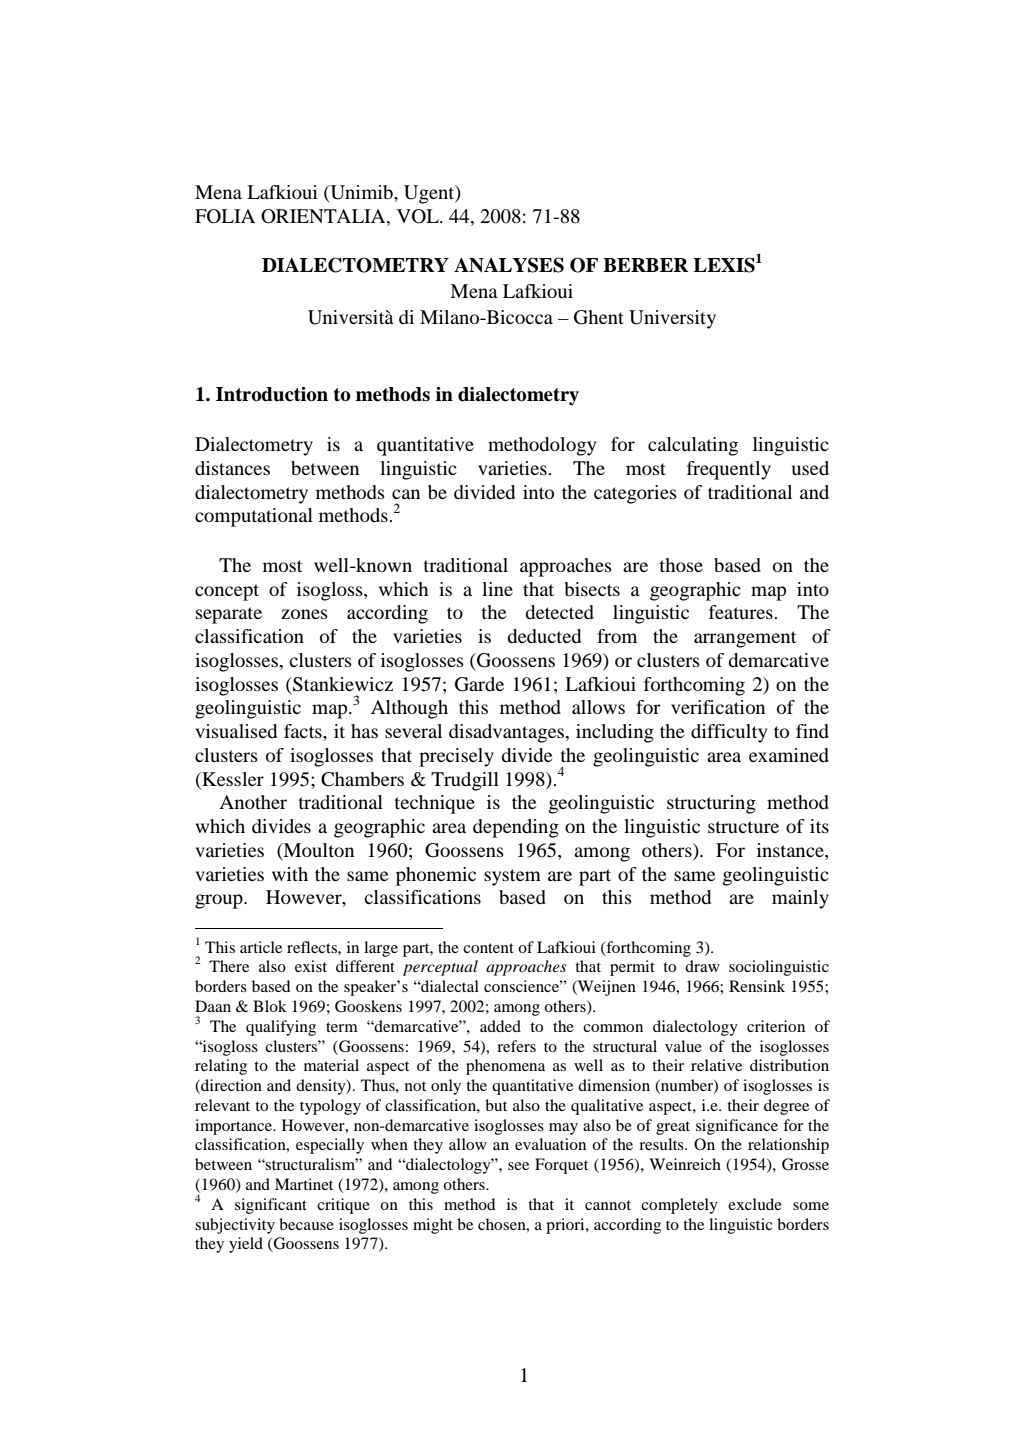 Mena Lafkioui (Unimib, Ugent)
FOLIA ORIENTALIA, VOL. 44, 2008: 71-88
DIALECTOMETRY ANALYSES OF BERBER LEXIS1
Mena Lafkioui
Università di Milano-Bicocca – Ghent University
1. Introduction to methods in dialectometry
Dialectometry is a quantitative methodology for calculating linguistic
distances between linguistic varieties. The most frequently used
dialectometry methods can be divided into the categories of traditional and
computational methods.2
The most well-known traditional approaches are those based on the
concept of isogloss, which is a line that bisects a geographic map into
separate zones according to the detected linguistic features. The
classification of the varieties is deducted from the arrangement of
isoglosses, clusters of isoglosses (Goossens 1969) or clusters of demarcative
isoglosses (Stankiewicz 1957; Garde 1961; Lafkioui forthcoming 2) on the
geolinguistic map.3 Although this method allows for verification of the
visualised facts, it has several disadvantages, including the difficulty to find
clusters of isoglosses that precisely divide the geolinguistic area examined
(Kessler 1995; Chambers & Trudgill 1998).4
Another traditional technique is the geolinguistic structuring method
which divides a geographic area depending on the linguistic structure of its
varieties (Moulton 1960; Goossens 1965, among others). For instance,
varieties with the same phonemic system are part of the same geolinguistic
group. However, classifications based on this method are mainly
1 This article reflects, in large part, the content of Lafkioui (forthcoming 3).
2 There also exist different perceptual approaches that permit to draw sociolinguistic
borders based on the speaker's “dialectal conscience” (Weijnen 1946, 1966; Rensink 1955;
Daan & Blok 1969; Gooskens 1997, 2002; among others).
3 The qualifying term “demarcative”, added to the common dialectology criterion of
“isogloss clusters” (Goossens: 1969, 54), refers to the structural value of the isoglosses
relating to the material aspect of the phenomena as well as to their relative distribution
(direction and density). Thus, not only the quantitative dimension (number) of isoglosses is
relevant to the typology of classification, but also the qualitative aspect, i.e. their degree of
importance. However, non-demarcative isoglosses may also be of great significance for the
classification, especially when they allow an evaluation of the results. On the relationship
between “structuralism” and “dialectology”, see Forquet (1956), Weinreich (1954), Grosse
(1960) and Martinet (1972), among others.
4 A significant critique on this method is that it cannot completely exclude some
subjectivity because isoglosses might be chosen, a priori, according to the linguistic borders
they yield (Goossens 1977).
1